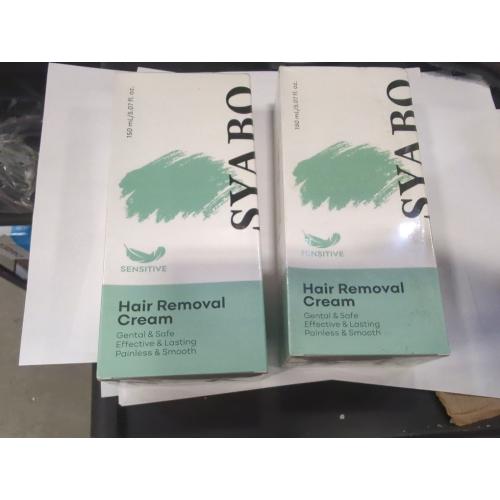 150 mL/5.07 fl. oz.
SYABO
SENSITIVE
Hair Removal
Cream
Gental & Safe
Effective & Lasting
Painless & Smooth
150 mL/5.07 fl. oz.
SYABO
SENSITIVE
Hair Removal
Cream
Gental & Safe
Effective & Lasting
Painless & Smooth